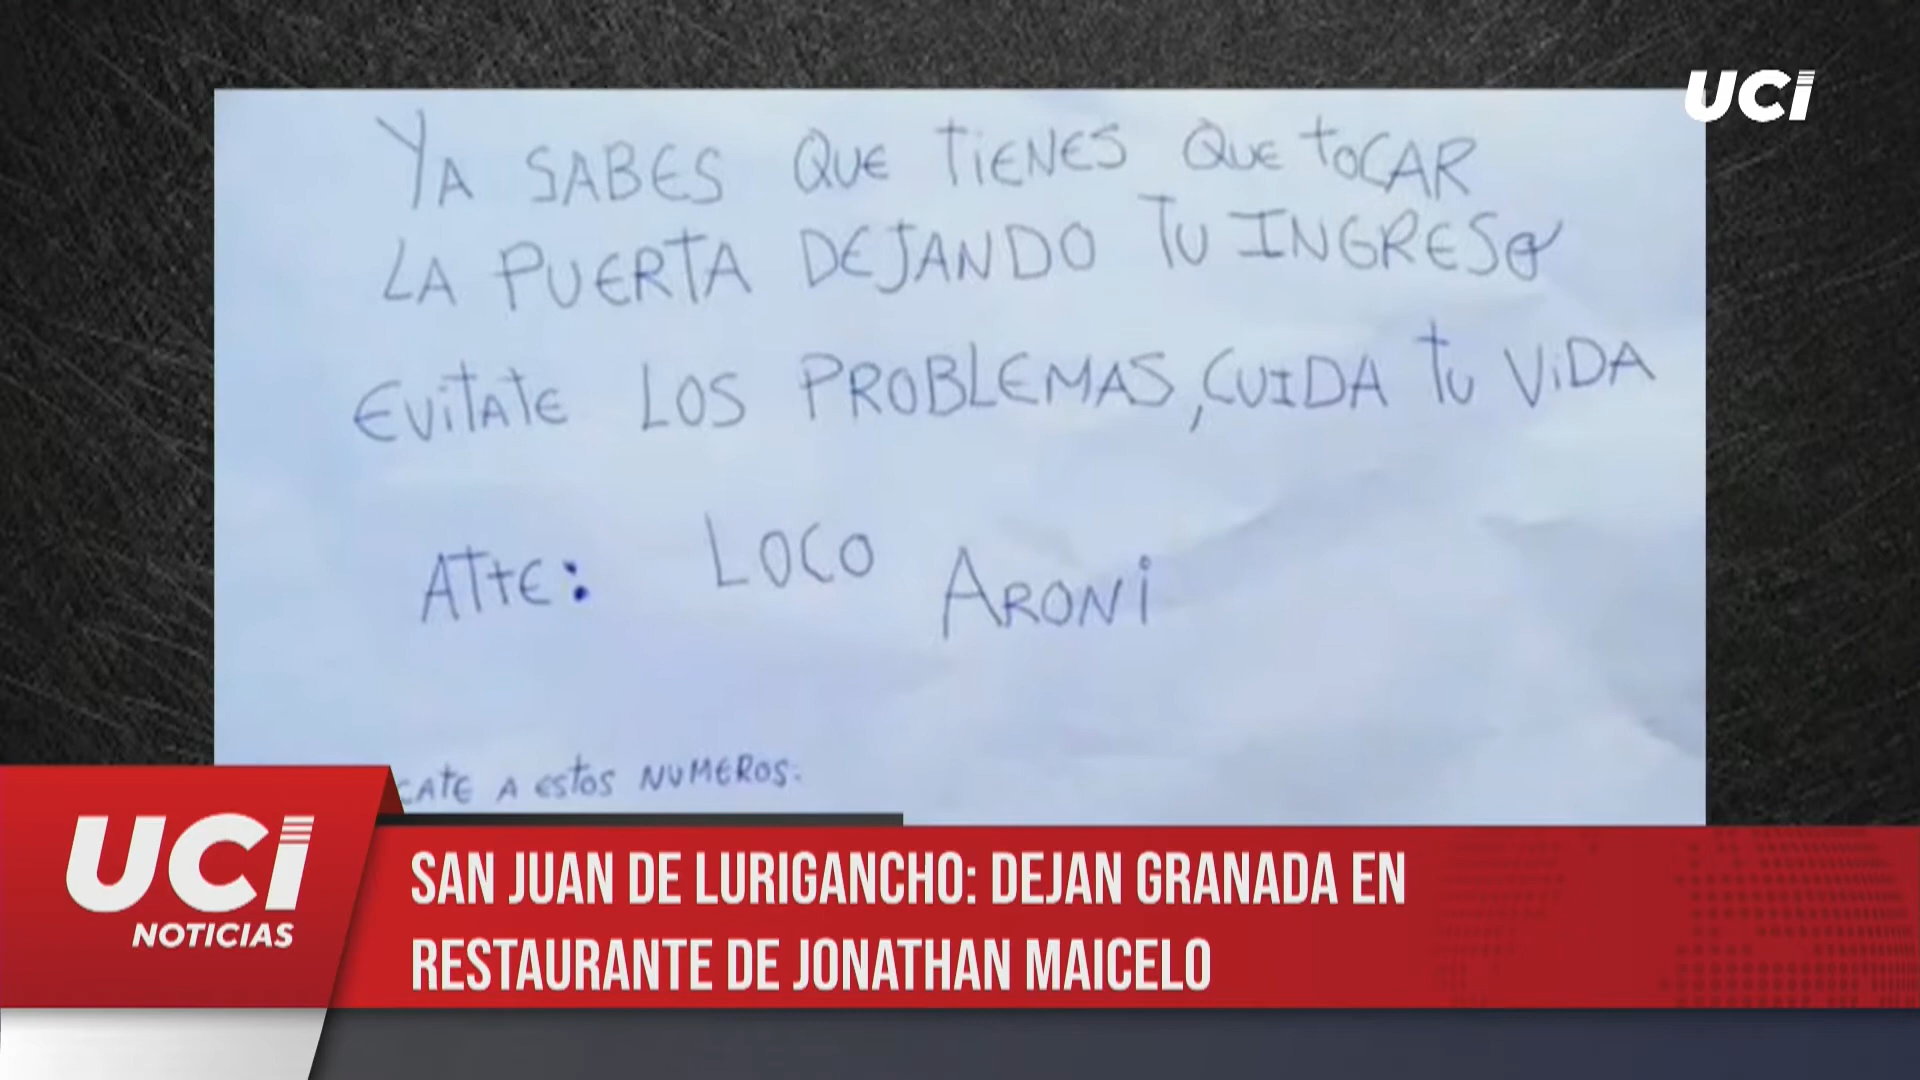 UCI
YA SABES QUE TIENES QUE TOCAR
LA PUERTA DEJANDO TU INGRESO
EVITATE LOS PROBLEMAS, CUIDA TU VIDA
ATTE: LOCO ARONI
CATE A ESTOS NUMEROS:
UCI
NOTICIAS
SAN JUAN DE LURIGANCHO: DEJAN GRANADA EN
RESTAURANTE DE JONATHAN MAICELO